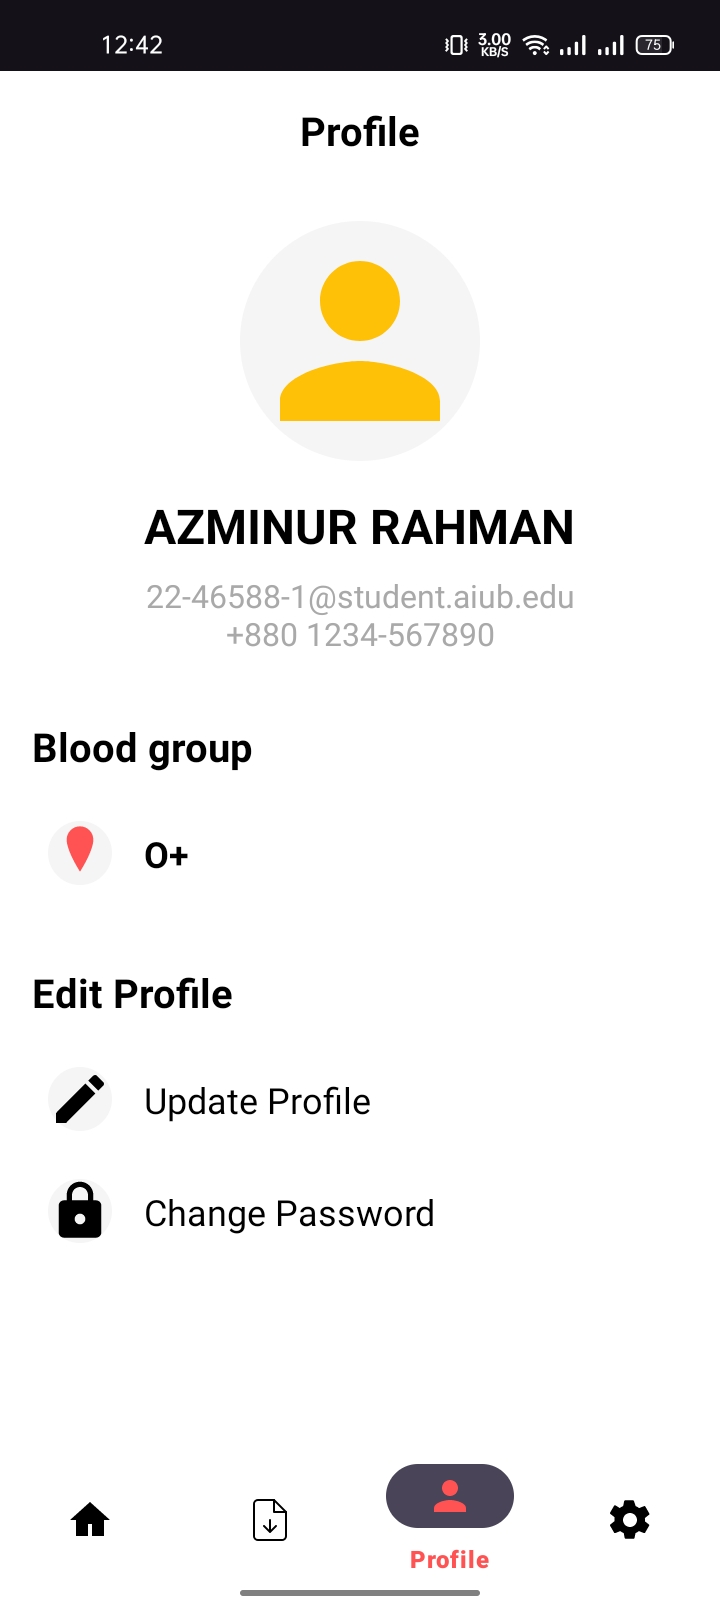 12:42
3.00
KB/S
75
Profile
AZMINUR RAHMAN
22-46588-1@student.aiub.edu
+880 1234-567890
Blood group
O+
Edit Profile
Update Profile
Change Password
Profile